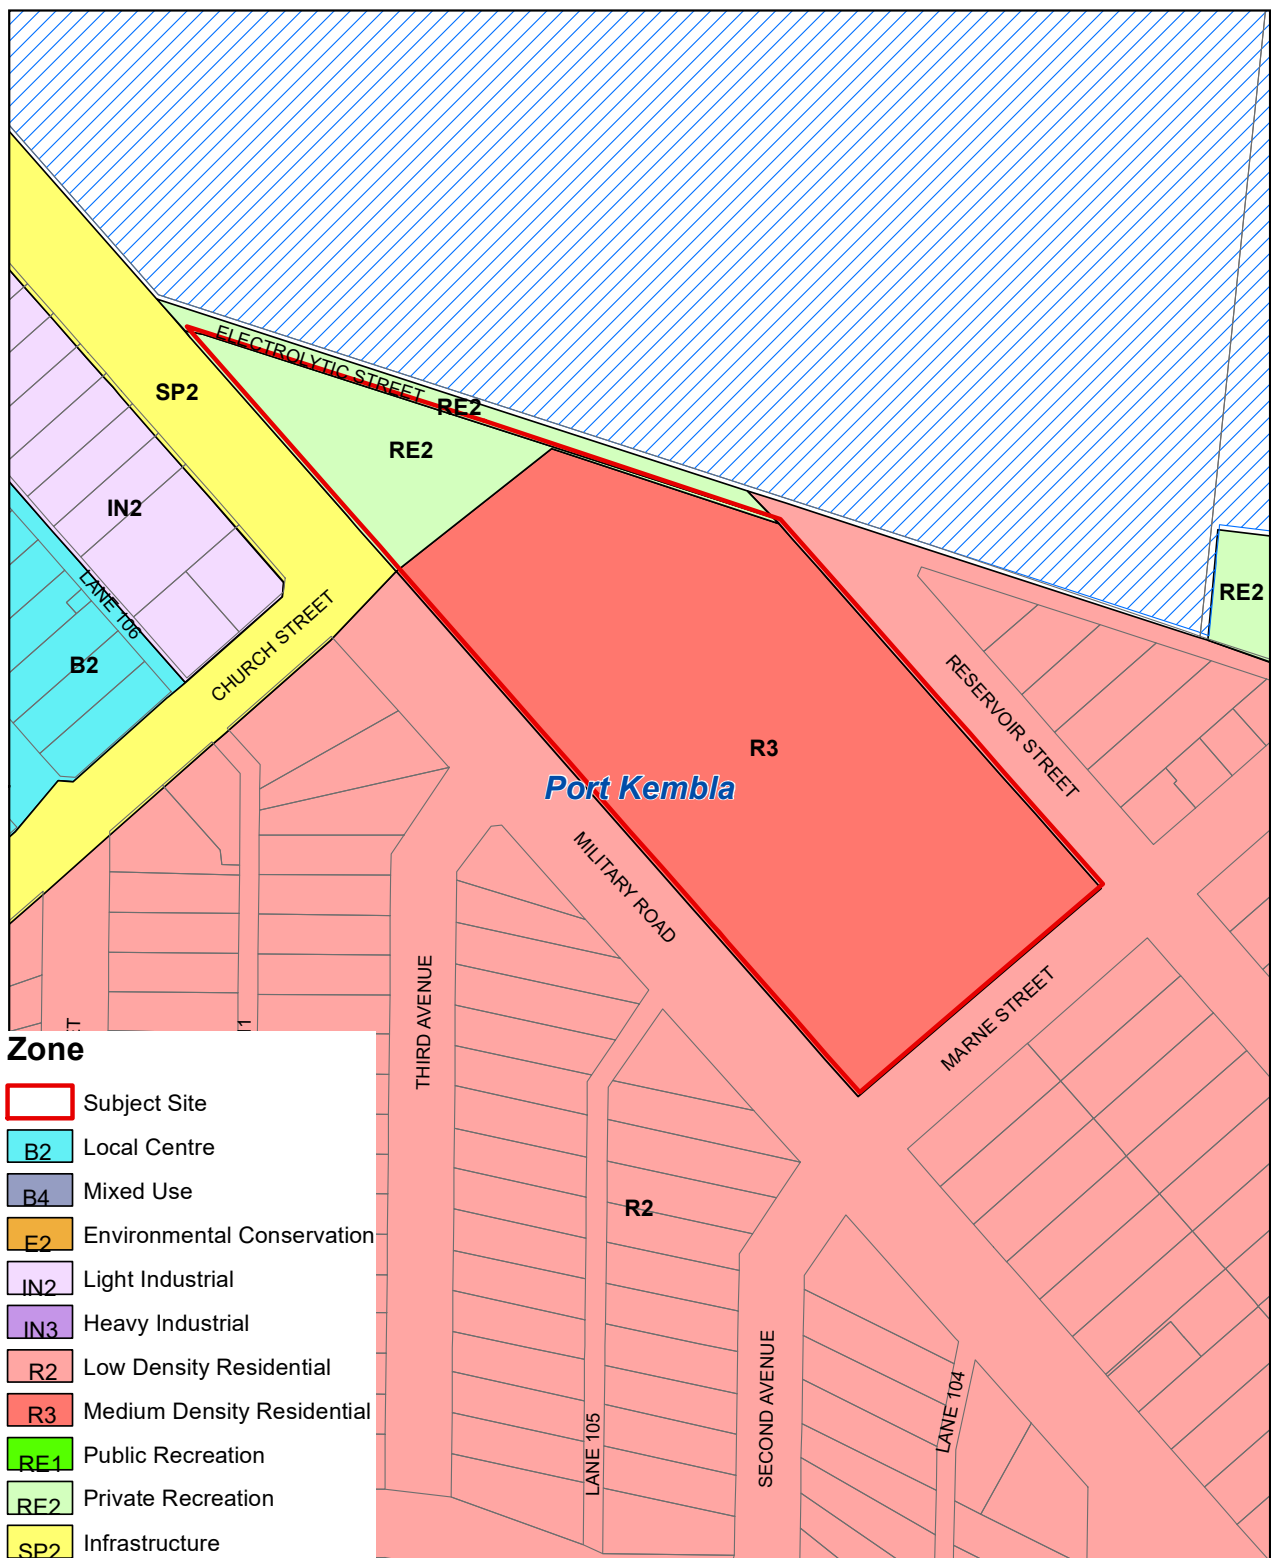 ELECTROLYTIC STREET
SP2
RE2
RE2
IN2
RE2
LANE 106
CHURCH STREET
B2
RESERVOIR STREET
R3
Port Kembla
MILITARY ROAD
THIRD AVENUE
MARNE STREET
R2
SECOND AVENUE
LANE 104
LANE 105
Zone
Subject Site
B2 Local Centre
B4 Mixed Use
E2 Environmental Conservation
IN2 Light Industrial
IN3 Heavy Industrial
R2 Low Density Residential
R3 Medium Density Residential
RE1 Public Recreation
RE2 Private Recreation
SP2 Infrastructure